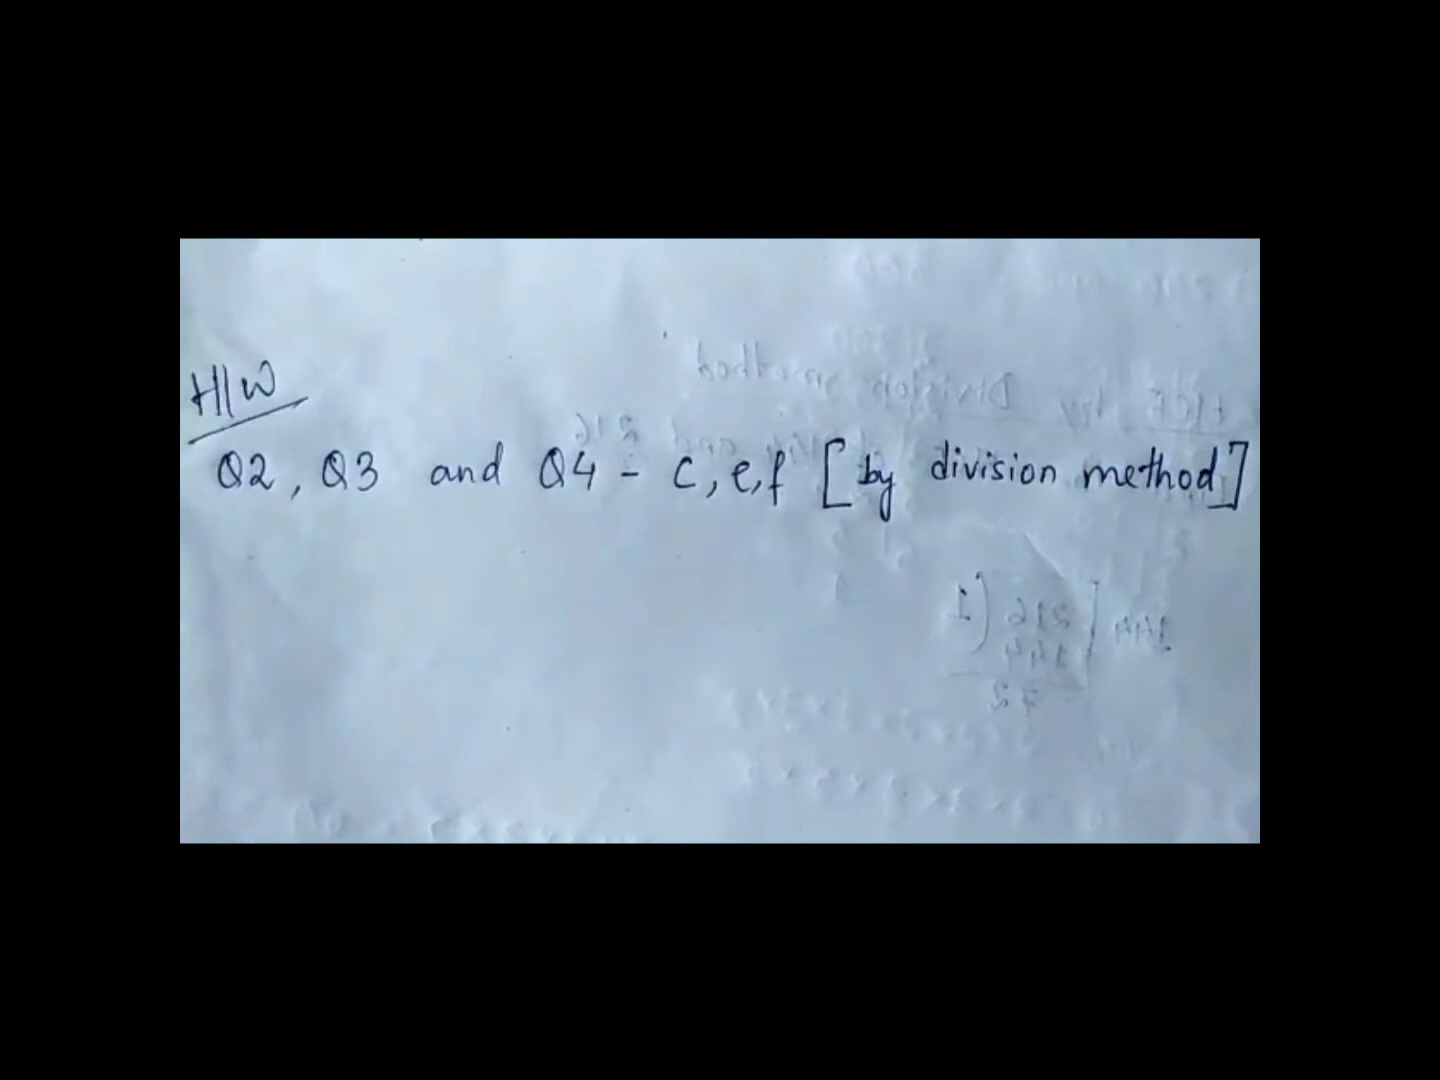 H/W
Q2, Q3 and Q4 - c, e, f [by division method]